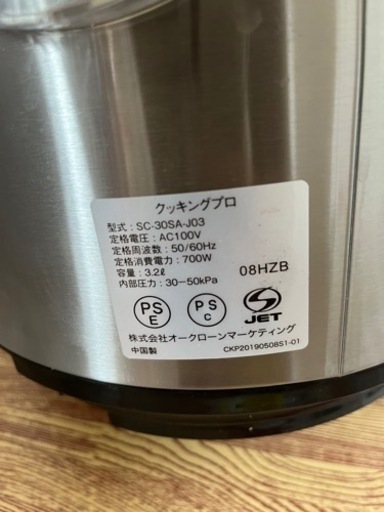 クッキングプロ
型式：SC-30SA-J03
定格電圧：AC100V
定格周波数：50/60Hz
定格消費電力：700W
容量：3.2ℓ
内部圧力：30−50kPa
08HZB
PS
E
PS
C
JET
株式会社オークローンマーケティング
中国製
CKP20190508S1-01